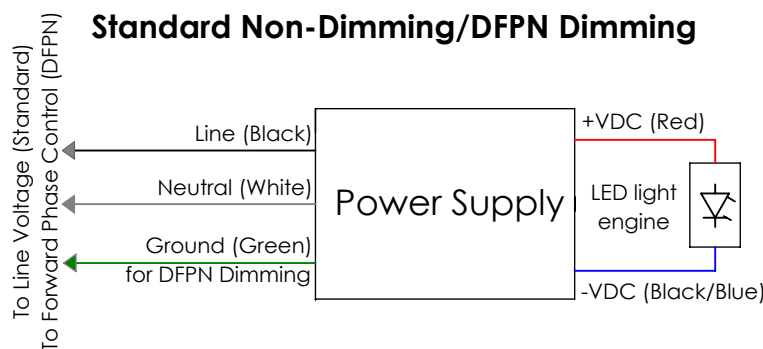 Standard Non-Dimming/DFPN Dimming
To Line Voltage (Standard)
To Forward Phase Control (DFPN)
Line (Black)
Neutral (White)
Ground (Green)
for DFPN Dimming
Power Supply
+VDC (Red)
LED light
engine
-VDC (Black/Blue)